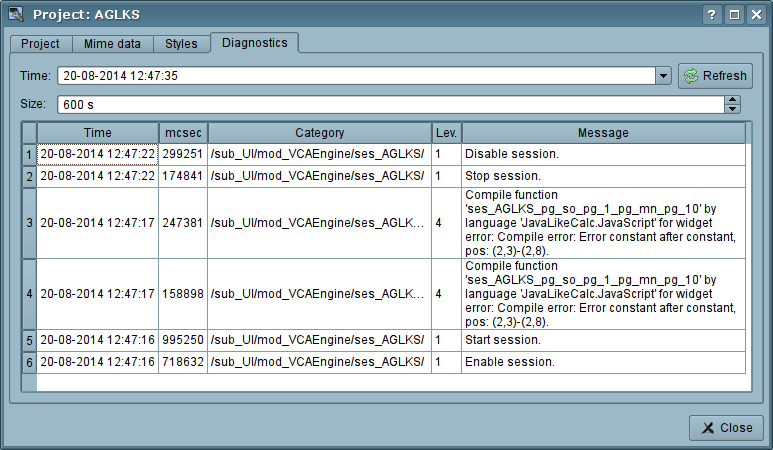 Project: AGLKS
Project Mime data Styles Diagnostics
Time: 20-08-2014 12:47:35 Refresh
Size: 600 s
Time mcsec Category Lev. Message
1 20-08-2014 12:47:22 299251 /sub_UI/mod_VCAEngine/ses_AGLKS/ 1 Disable session.
2 20-08-2014 12:47:22 174841 /sub_UI/mod_VCAEngine/ses_AGLKS/ 1 Stop session.
3 20-08-2014 12:47:17 247381 /sub_UI/mod_VCAEngine/ses_AGLK... 4 Compile function
'ses_AGLKS_pg_so_pg_1_pg_mn_pg_10' by
language 'JavaLikeCalc.JavaScript' for widget
error: Compile error: Error constant after constant,
pos: (2,3)-(2,8).
4 20-08-2014 12:47:17 158898 /sub_UI/mod_VCAEngine/ses_AGLK... 4 Compile function
'ses_AGLKS_pg_so_pg_1_pg_mn_pg_10' by
language 'JavaLikeCalc.JavaScript' for widget
error: Compile error: Error constant after constant,
pos: (2,3)-(2,8).
5 20-08-2014 12:47:16 995250 /sub_UI/mod_VCAEngine/ses_AGLKS/ 1 Start session.
6 20-08-2014 12:47:16 718632 /sub_UI/mod_VCAEngine/ses_AGLKS/ 1 Enable session.
Close